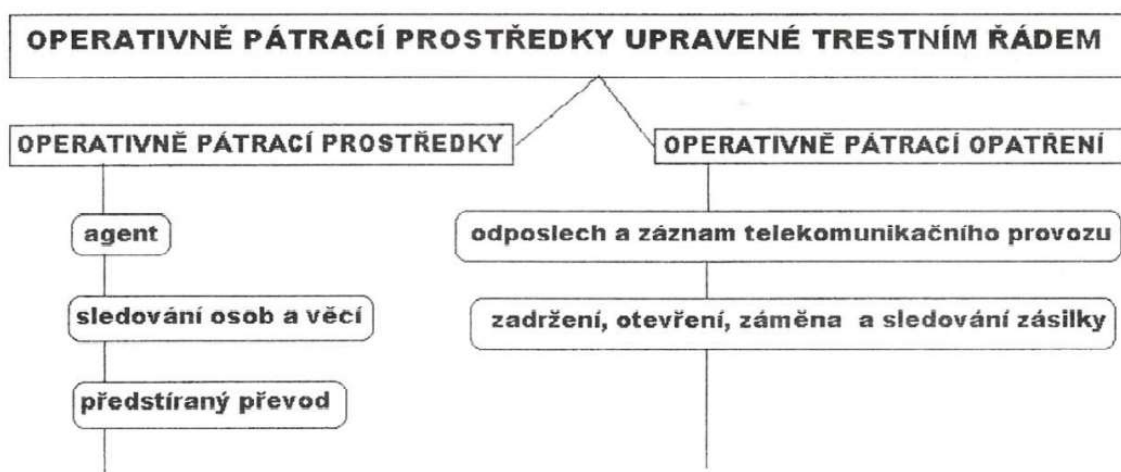 OPERATIVNĚ PÁTRACÍ PROSTŘEDKY UPRAVENÉ TRESTNÍM ŘÁDEM
OPERATIVNĚ PÁTRACÍ PROSTŘEDKY
OPERATIVNĚ PÁTRACÍ OPATŘENÍ
agent
odposlech a záznam telekomunikačního provozu
sledování osob a věcí
zadržení, otevření, záměna a sledování zásilky
předstíraný převod